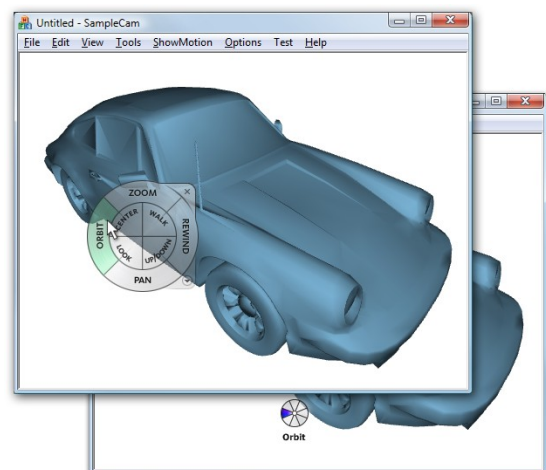 Untitled - SampleCam
File Edit View Tools ShowMotion Options Test Help
ZOOM
CENTER WALK
ORBIT REWIND
LOOK UP/DOWN
PAN
Orbit